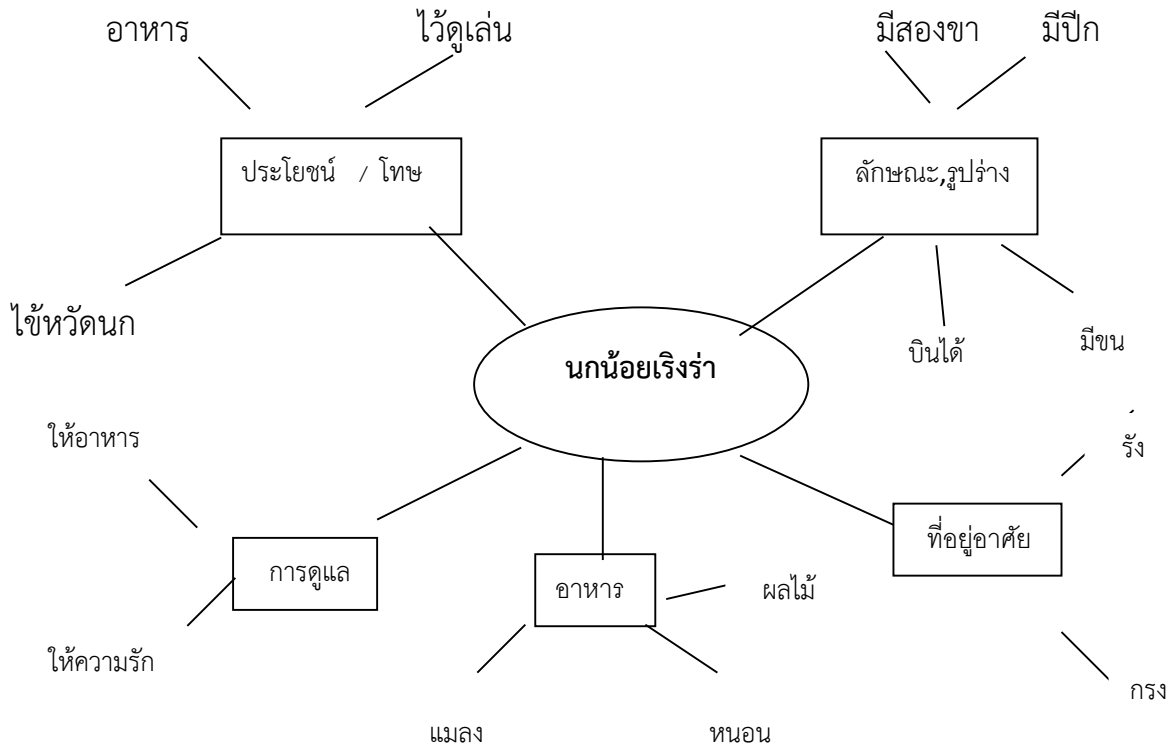 อาหาร
ไว้ดูเล่น
มีสองขา
มีปีก
ประโยชน์ / โทษ
ลักษณะ,รูปร่าง
ไข้หวัดนก
บินได้
มีขน
นกน้อยเริงร่า
ให้อาหาร
รัง
ที่อยู่อาศัย
การดูแล
อาหาร
ผลไม้
ให้ความรัก
กรง
แมลง
หนอน